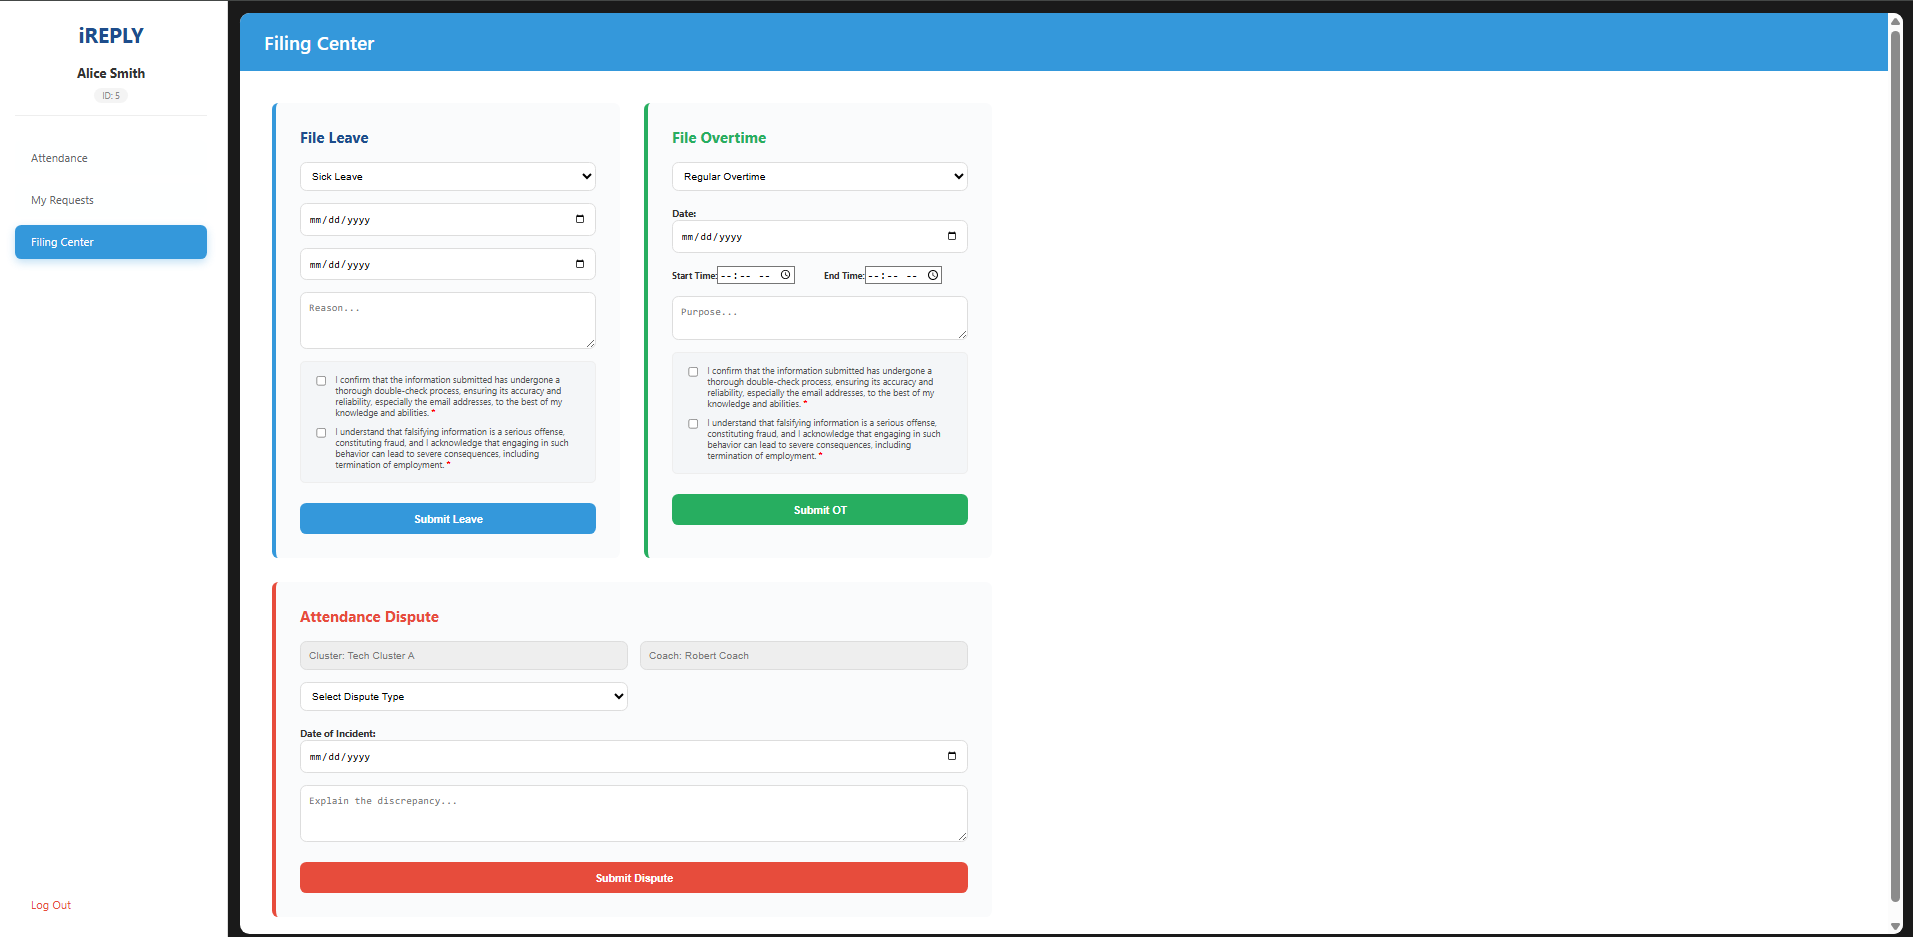 iREPLY
Alice Smith
ID: 5
Attendance
My Requests
Filing Center
Log Out
Filing Center
File Leave
Sick Leave
mm/dd/yyyy
mm/dd/yyyy
Reason...
I confirm that the information submitted has undergone a
thorough double-check process, ensuring its accuracy and
reliability, especially the email addresses, to the best of my
knowledge and abilities. *
I understand that falsifying information is a serious offense,
constituting fraud, and I acknowledge that engaging in such
behavior can lead to severe consequences, including
termination of employment. *
Submit Leave
File Overtime
Regular Overtime
Date:
mm/dd/yyyy
Start Time: --:-- -- End Time: --:-- --
Purpose...
I confirm that the information submitted has undergone a
thorough double-check process, ensuring its accuracy and
reliability, especially the email addresses, to the best of my
knowledge and abilities. *
I understand that falsifying information is a serious offense,
constituting fraud, and I acknowledge that engaging in such
behavior can lead to severe consequences, including
termination of employment. *
Submit OT
Attendance Dispute
Cluster: Tech Cluster A
Coach: Robert Coach
Select Dispute Type
Date of Incident:
mm/dd/yyyy
Explain the discrepancy...
Submit Dispute